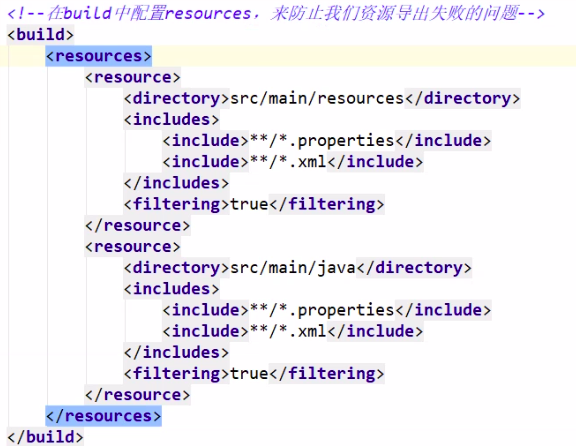 <!--在build中配置resources，来防止我们资源导出失败的问题-->
<build>
    <resources>
        <resource>
            <directory>src/main/resources</directory>
            <includes>
                <include>**/*.properties</include>
                <include>**/*.xml</include>
            </includes>
            <filtering>true</filtering>
        </resource>
        <resource>
            <directory>src/main/java</directory>
            <includes>
                <include>**/*.properties</include>
                <include>**/*.xml</include>
            </includes>
            <filtering>true</filtering>
        </resource>
    </resources>
</build>